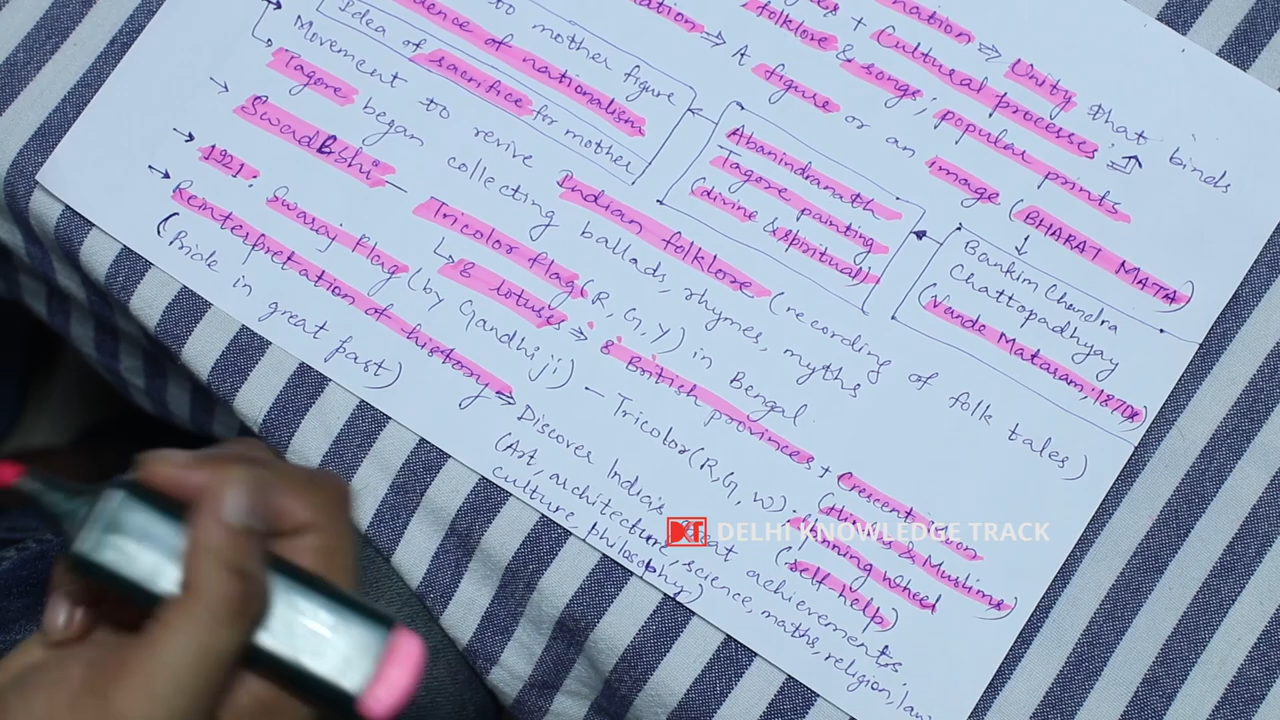 nation ⇒ Unity that binds
+ Cultural processes,
folklore & songs, popular prints
ation ⇒ A figure or an image (BHARAT MATA)
↓
Bankim Chandra
Chattopadhyay
(Vande Mataram, 1870s)
Abanindranath
Tagore painting
(divine & spiritual)
to mother figure
dence of nationalism
Idea of sacrifice for mother
→ Movement to revive Indian folklore (recording of folk tales)
↳ Tagore began collecting ballads, rhymes, myths
→ Swadeshi – Tricolor flag (R, G, Y) in Bengal
↳ 8 lotuses ⇒ 8 British provinces + Crescent moon
(Hindus & Muslims)
→ 1921: Swaraj Flag (by Gandhiji) – Tricolor (R, G, W). Spinning wheel
(self-help)
→ Reinterpretation of history ⇒ Discover India's great achievements
(Pride in great past)
(Art, architecture, science, maths, religion, law
culture, philosophy)
DKT DELHI KNOWLEDGE TRACK